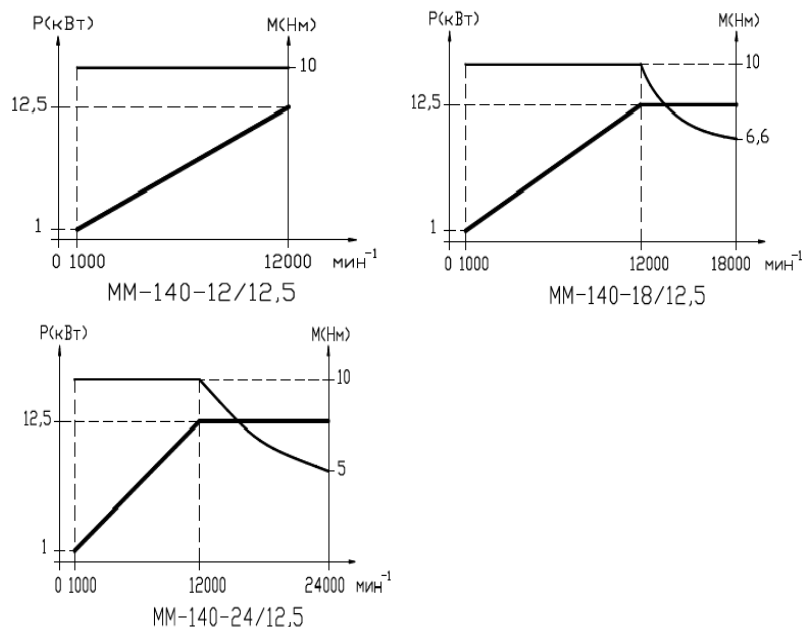 P(кВт) M(Нм)
10
12,5
1
0 1000 12000 мин⁻¹
ММ-140-12/12,5
P(кВт) M(Нм)
10
12,5
6,6
1
0 1000 12000 18000 мин⁻¹
ММ-140-18/12,5
P(кВт) M(Нм)
10
12,5
5
1
0 1000 12000 24000 мин⁻¹
ММ-140-24/12,5